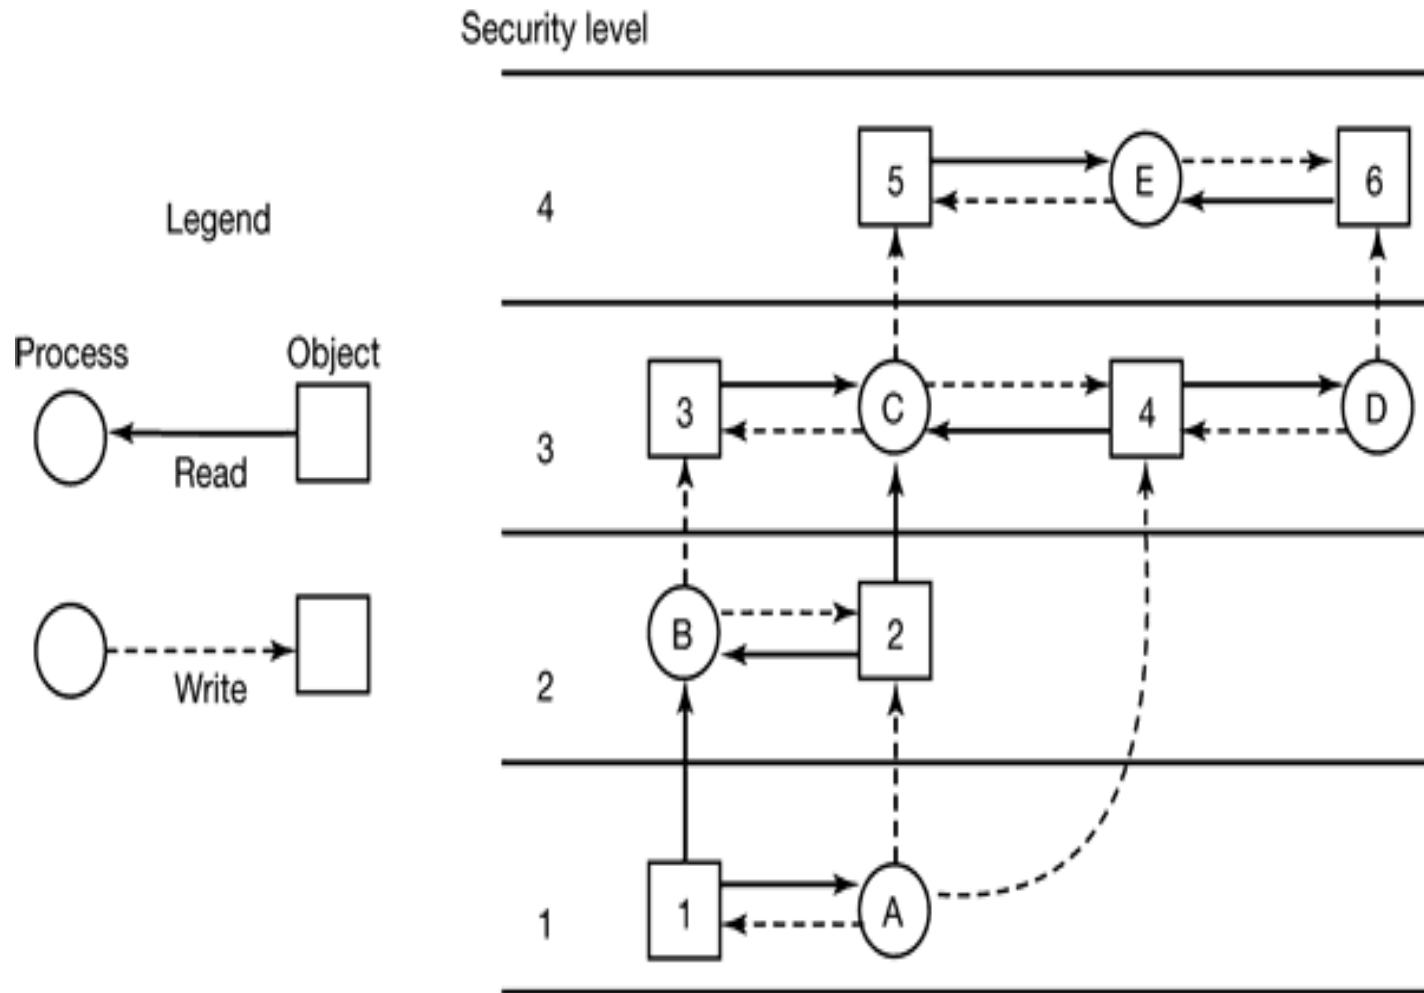 Security level
Legend
Process Object
Read
Write
4
5 E 6
3
3 C 4 D
2
B 2
1
1 A